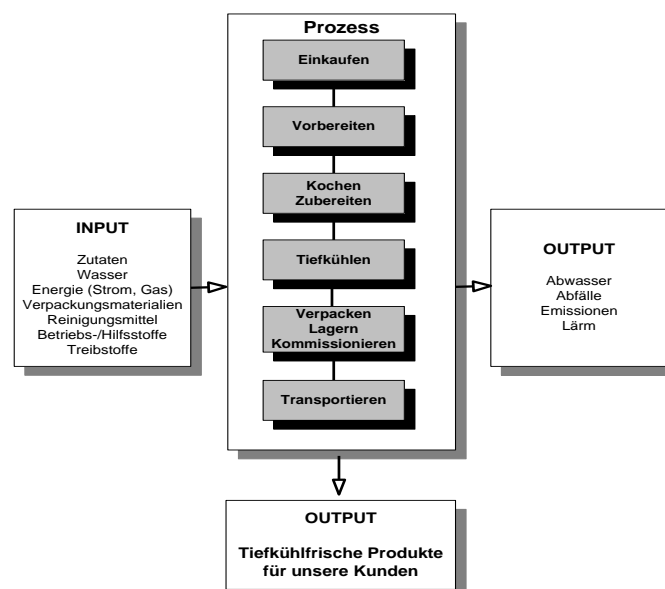 Prozess
Einkaufen
Vorbereiten
Kochen
Zubereiten
Tiefkühlen
Verpacken
Lagern
Kommissionieren
Transportieren
INPUT
Zutaten
Wasser
Energie (Strom, Gas)
Verpackungsmaterialien
Reinigungsmittel
Betriebs-/Hilfsstoffe
Treibstoffe
OUTPUT
Abwasser
Abfälle
Emissionen
Lärm
OUTPUT
Tiefkühlfrische Produkte
für unsere Kunden